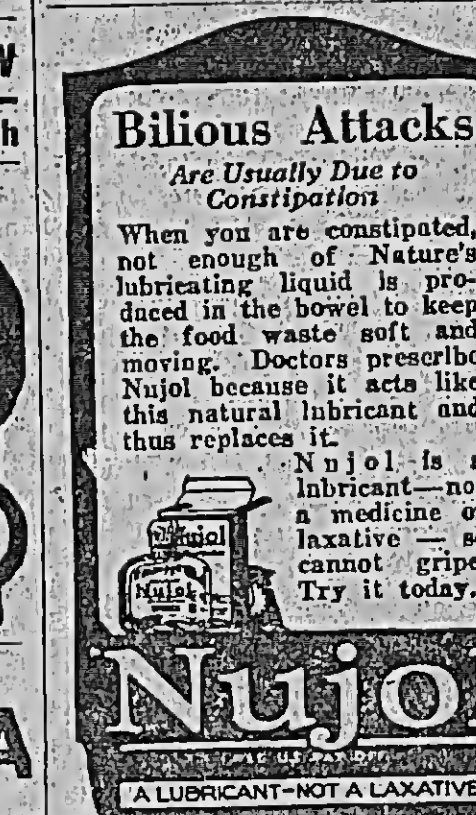 Bilious Attacks
Are Usually Due to
Constipation
When you are constipated,
not enough of Nature's
lubricating liquid is pro-
duced in the bowel to keep
the food waste soft and
moving. Doctors prescribe
Nujol because it acts like
this natural lubricant and
thus replaces it.
Nujol is a
lubricant—no
a medicine o
laxative — s
cannot gripe
Try it today.
Nujol
Nujol
Nujol
A LUBRICANT-NOT A LAXATIVE